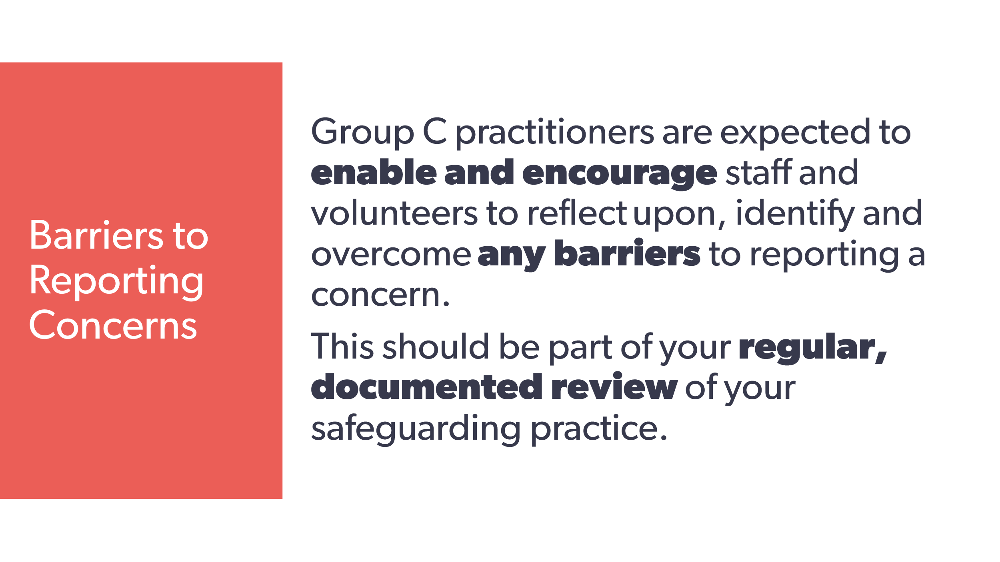 Barriers to
Reporting
Concerns
Group C practitioners are expected to
enable and encourage staff and
volunteers to reflect upon, identify and
overcome any barriers to reporting a
concern.
This should be part of your regular,
documented review of your
safeguarding practice.